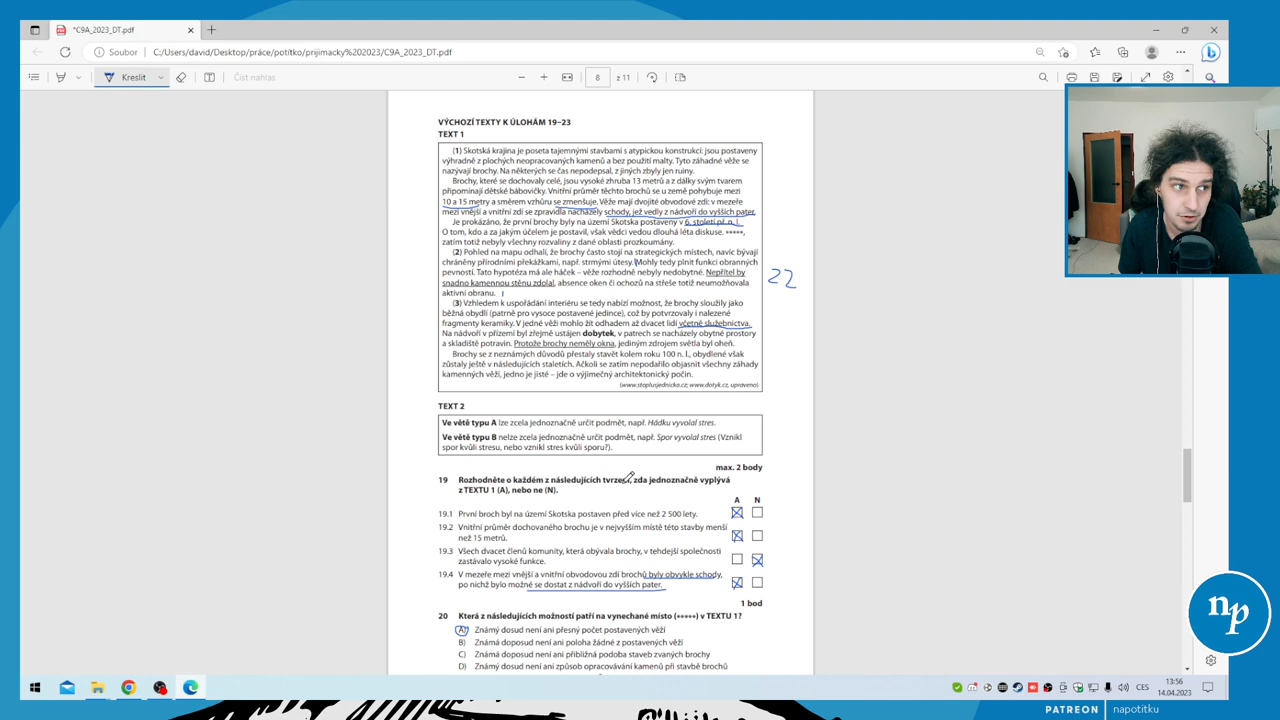 *C9A_2023_DT.pdf
Soubor
C:/Users/david/Desktop/práce/potítko/prijimacky%202023/C9A_2023_DT.pdf
Kreslit
Číst nahlas
8
z 11
VÝCHOZÍ TEXTY K ÚLOHÁM 19–23
TEXT 1
(1) Skotská krajina je poseta tajemnými stavbami s atypickou konstrukcí: jsou postaveny
výhradně z plochých neopracovaných kamenů a bez použití malty. Tyto záhadné věže se
nazývají brochy. Na některých se čas nepodepsal, z jiných zbyly jen ruiny.
Brochy, které se dochovaly celé, jsou vysoké zhruba 13 metrů a z dálky svým tvarem
připomínají dětské bábovičky. Vnitřní průměr těchto brochů se u země pohybuje mezi
10 a 15 metry a směrem vzhůru se zmenšuje. Věže mají dvojité obvodové zdi: v mezeře
mezi vnější a vnitřní zdí se zpravidla nacházely schody, jež vedly z nádvoří do vyšších pater.
Je prokázáno, že první brochy byly na území Skotska postaveny v 6. století př. n. l.
O tom, kdo a za jakým účelem je postavil, však vědci vedou dlouhá léta diskuse. *****,
zatím totiž nebyly všechny rozvaliny z dané oblasti prozkoumány.
(2) Pohled na mapu odhalí, že brochy často stojí na strategických místech, navíc bývají
chráněny přírodními překážkami, např. strmými útesy. Mohly tedy plnit funkci obranných
pevností. Tato hypotéza má ale háček – věže rozhodně nebyly nedobytné. Nepřítel by
snadno kamennou stěnu zdolal, absence oken či ochozů na střeše totiž neumožňovala
aktivní obranu.
22
(3) Vzhledem k uspořádání interiéru se tedy nabízí možnost, že brochy sloužily jako
běžná obydlí (patrně pro vysoce postavené jedince), což by potvrzovaly i nalezené
fragmenty keramiky. V jedné věži mohlo žít odhadem až dvacet lidí včetně služebnictva.
Na nádvoří v přízemí byl zřejmě ustájen dobytek, v patrech se nacházely obytné prostory
a skladiště potravin. Protože brochy neměly okna, jediným zdrojem světla byl oheň.
Brochy se z neznámých důvodů přestaly stavět kolem roku 100 n. l., obydlené však
zůstaly ještě v následujících staletích. Ačkoli se zatím nepodařilo objasnit všechny záhady
kamenných věží, jedno je jisté – jde o výjimečný architektonický počin.
(www.stoplusjednicka.cz; www.dotyk.cz, upraveno)
TEXT 2
Ve větě typu A lze zcela jednoznačně určit podmět, např. Hádku vyvolal stres.
Ve větě typu B nelze zcela jednoznačně určit podmět, např. Spor vyvolal stres (Vznikl
spor kvůli stresu, nebo vznikl stres kvůli sporu?).
max. 2 body
19 Rozhodněte o každém z následujících tvrzení, zda jednoznačně vyplývá
z TEXTU 1 (A), nebo ne (N).
A N
19.1 První broch byl na území Skotska postaven před více než 2 500 lety.
19.2 Vnitřní průměr dochovaného brochu je v nejvyšším místě této stavby menší
než 15 metrů.
19.3 Všech dvacet členů komunity, která obývala brochy, v tehdejší společnosti
zastávalo vysoké funkce.
19.4 V mezeře mezi vnější a vnitřní obvodovou zdí brochů byly obvykle schody,
po nichž bylo možné se dostat z nádvoří do vyšších pater.
1 bod
20 Která z následujících možností patří na vynechané místo (*****) v TEXTU 1?
A) Známý dosud není ani přesný počet postavených věží
B) Známá doposud není ani poloha žádné z postavených věží
C) Známá doposud není ani přibližná podoba staveb zvaných brochy
D) Známý dosud není ani způsob opracovávání kamenů při stavbě brochů
np
CES
13:56
14.04.2023
PATREON
napotitku